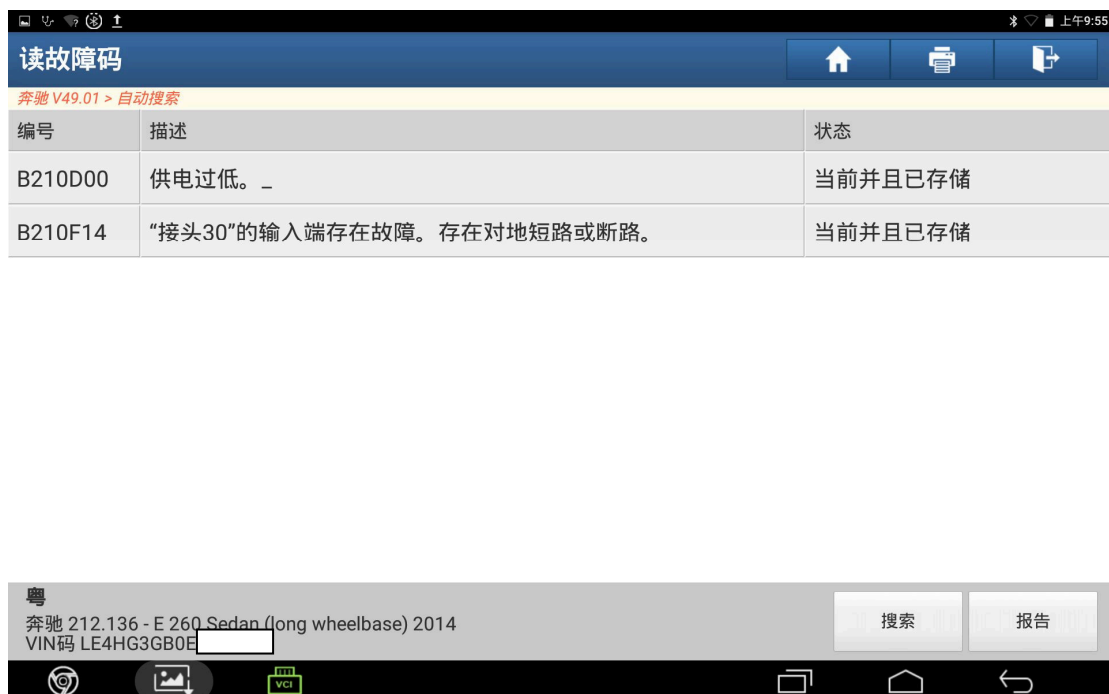 上午9:55
读故障码
奔驰 V49.01 > 自动搜索
编号 描述 状态
B210D00 供电过低。_ 当前并且已存储
B210F14 “接头30”的输入端存在故障。存在对地短路或断路。 当前并且已存储
粤
奔驰 212.136 - E 260 Sedan (long wheelbase) 2014
VIN码 LE4HG3GB0E
搜索 报告
VCI